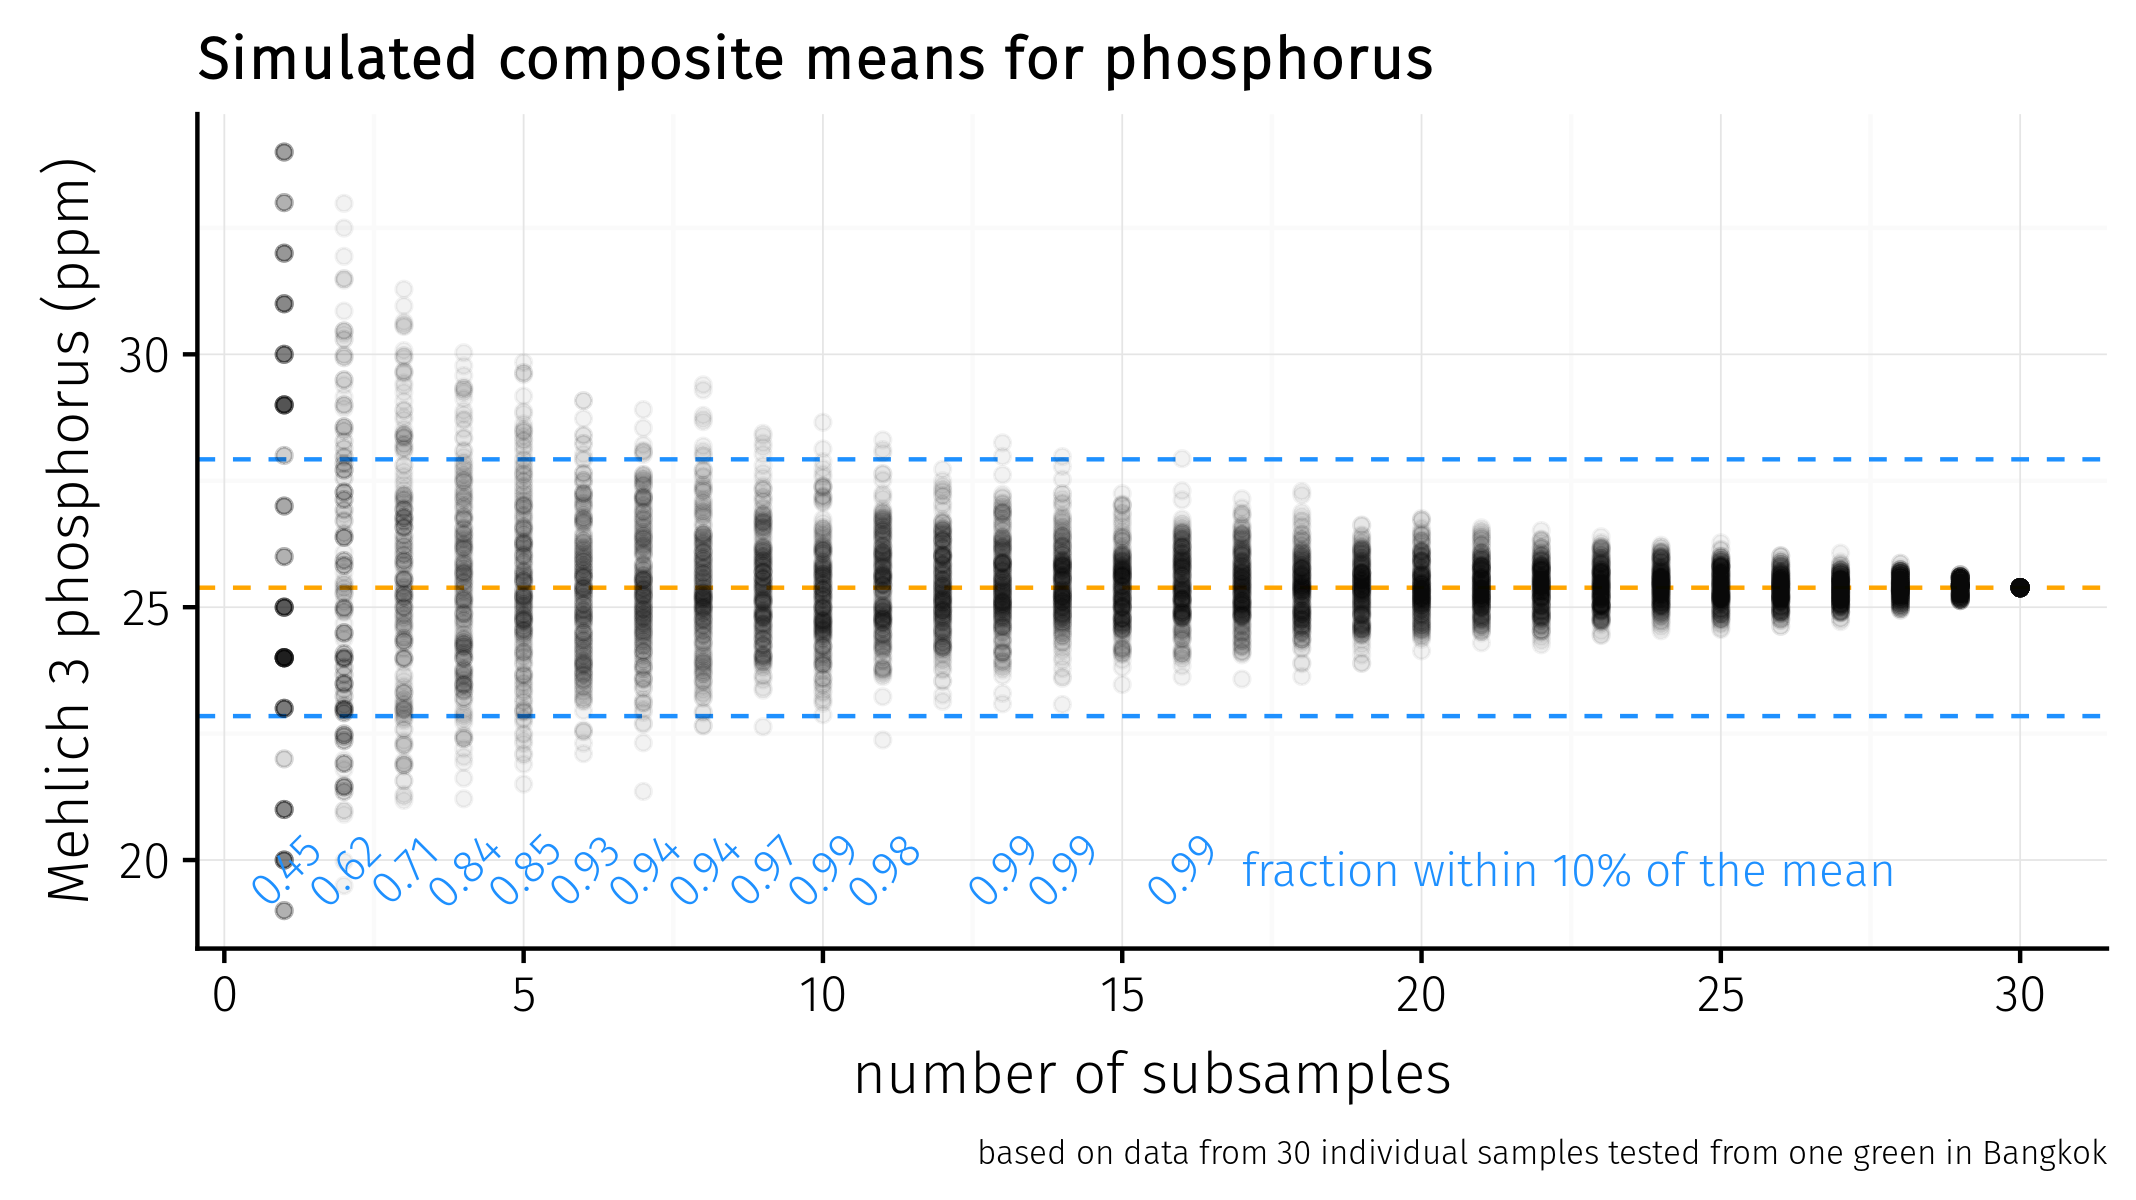 Simulated composite means for phosphorus
Mehlich 3 phosphorus (ppm)
30
25
20
0.45 0.62 0.71 0.84 0.85 0.93 0.94 0.94 0.97 0.99 0.98 0.99 0.99 0.99 fraction within 10% of the mean
0 5 10 15 20 25 30
number of subsamples
based on data from 30 individual samples tested from one green in Bangkok